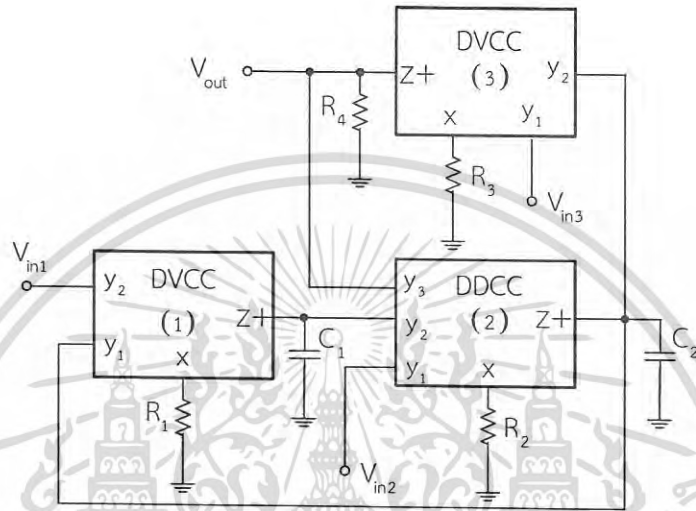 DVCC
V_out
Z+
(3)
y_2
R_4
x
y_1
R_3
V_in3
V_in1
y_2
DVCC
(1)
Z+
y_1
x
C_1
R_1
y_3
DDCC
y_2
(2)
Z+
y_1
x
C_2
R_2
V_in2